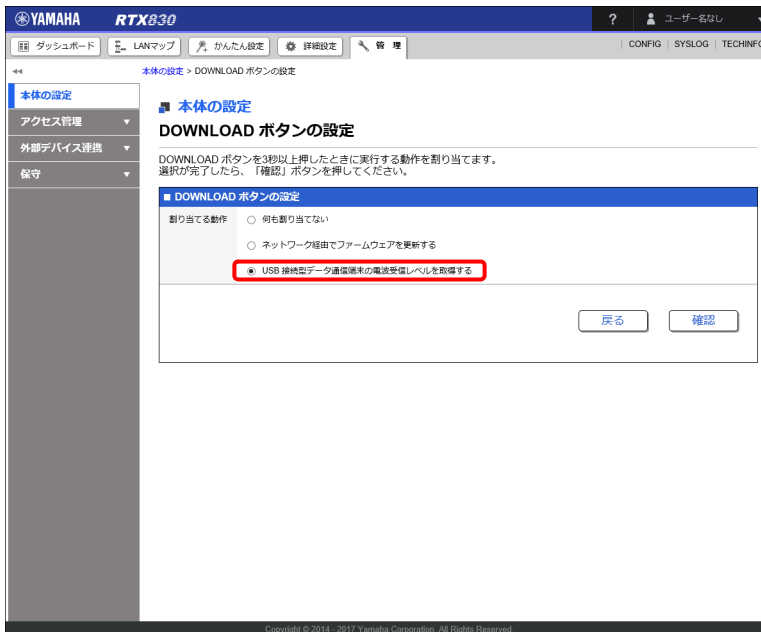 YAMAHA RTX830 ? ユーザー名なし
ダッシュボード LANマップ かんたん設定 詳細設定 管理 CONFIG SYSLOG TECHINFO
本体の設定 > DOWNLOAD ボタンの設定
本体の設定
アクセス管理
外部デバイス連携
保守
本体の設定
DOWNLOAD ボタンの設定
DOWNLOAD ボタンを3秒以上押したときに実行する動作を割り当てます。
選択が完了したら、「確認」ボタンを押してください。
■ DOWNLOAD ボタンの設定
割り当てる動作 何も割り当てない
ネットワーク経由でファームウェアを更新する
USB 接続型データ通信端末の電波受信レベルを取得する
戻る 確認
Copyright © 2014 - 2017 Yamaha Corporation. All Rights Reserved.